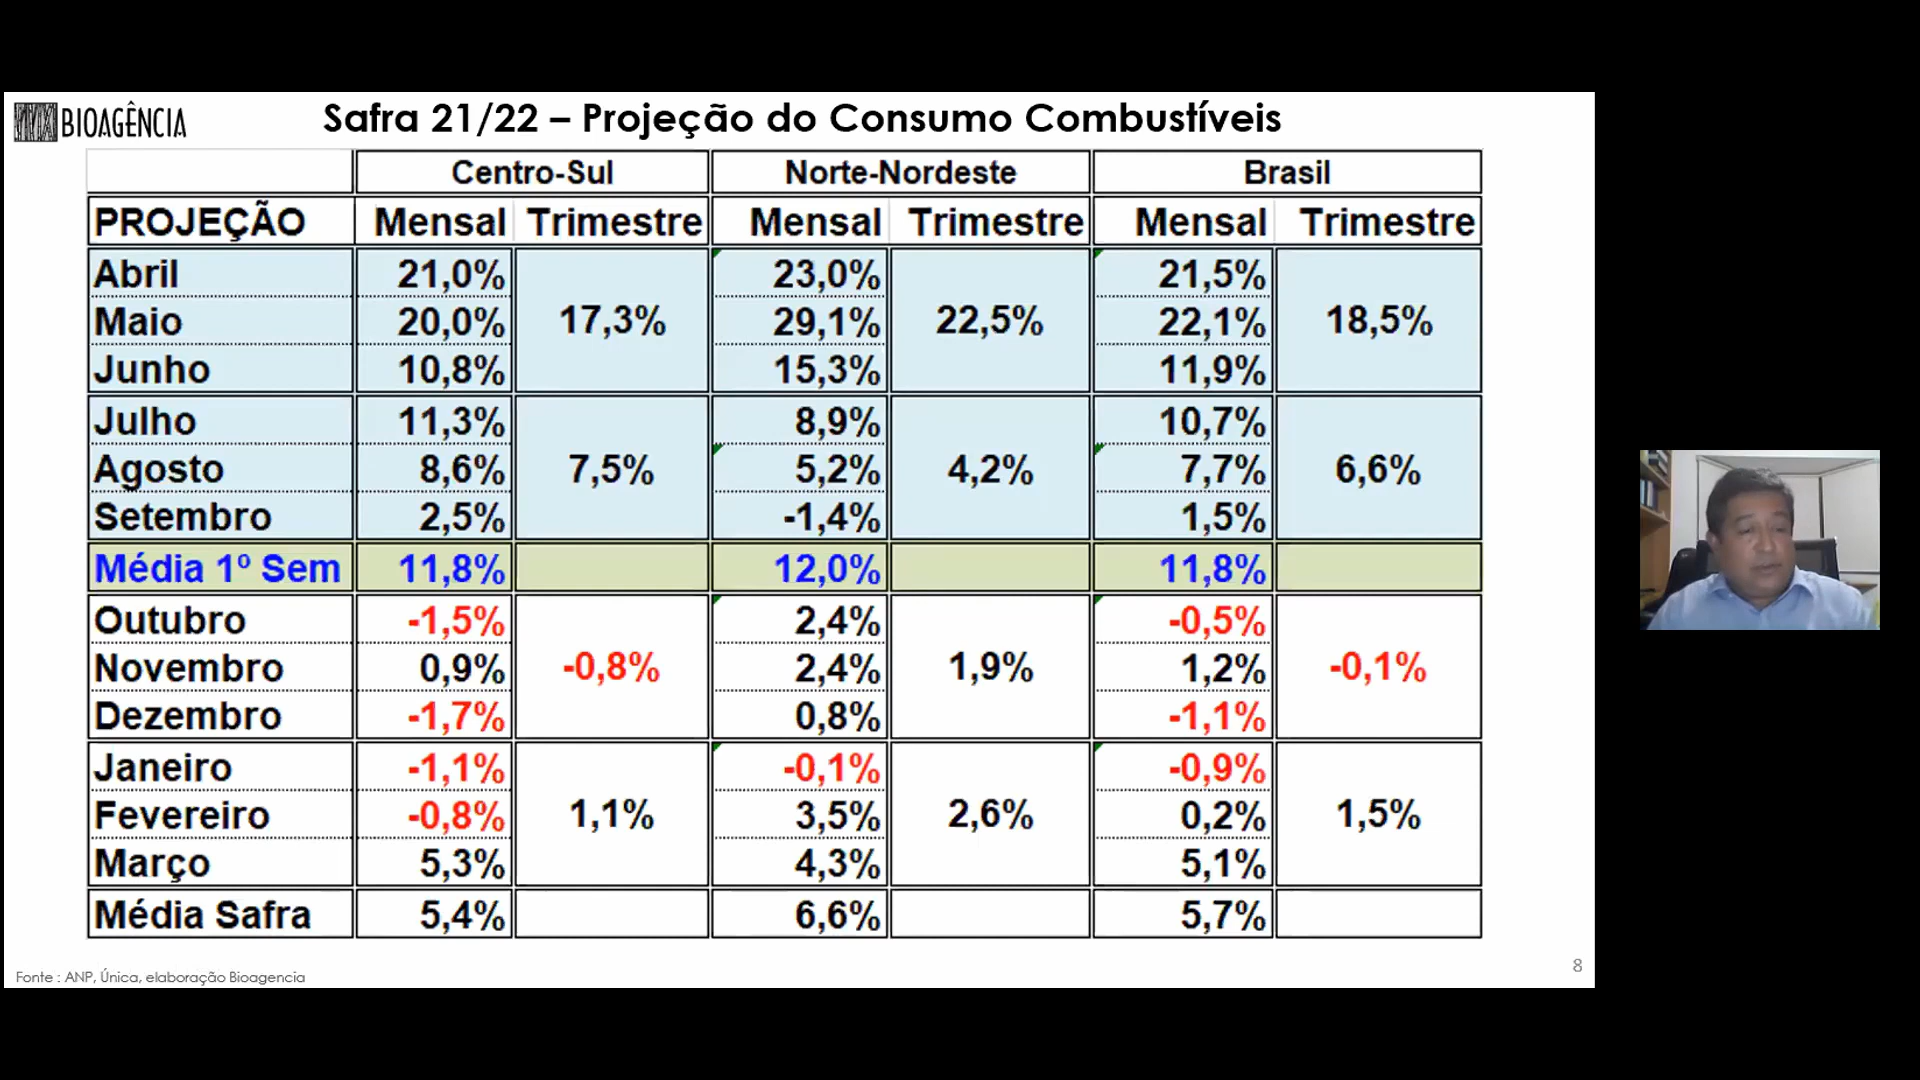 BIOAGÊNCIA
Safra 21/22 – Projeção do Consumo Combustíveis
Centro-Sul Norte-Nordeste Brasil
PROJEÇÃO Mensal Trimestre Mensal Trimestre Mensal Trimestre
Abril 21,0% 23,0% 21,5%
Maio 20,0% 17,3% 29,1% 22,5% 22,1% 18,5%
Junho 10,8% 15,3% 11,9%
Julho 11,3% 8,9% 10,7%
Agosto 8,6% 7,5% 5,2% 4,2% 7,7% 6,6%
Setembro 2,5% -1,4% 1,5%
Média 1º Sem 11,8% 12,0% 11,8%
Outubro -1,5% 2,4% -0,5%
Novembro 0,9% -0,8% 2,4% 1,9% 1,2% -0,1%
Dezembro -1,7% 0,8% -1,1%
Janeiro -1,1% -0,1% -0,9%
Fevereiro -0,8% 1,1% 3,5% 2,6% 0,2% 1,5%
Março 5,3% 4,3% 5,1%
Média Safra 5,4% 6,6% 5,7%
Fonte : ANP, Única, elaboração Bioagencia
8